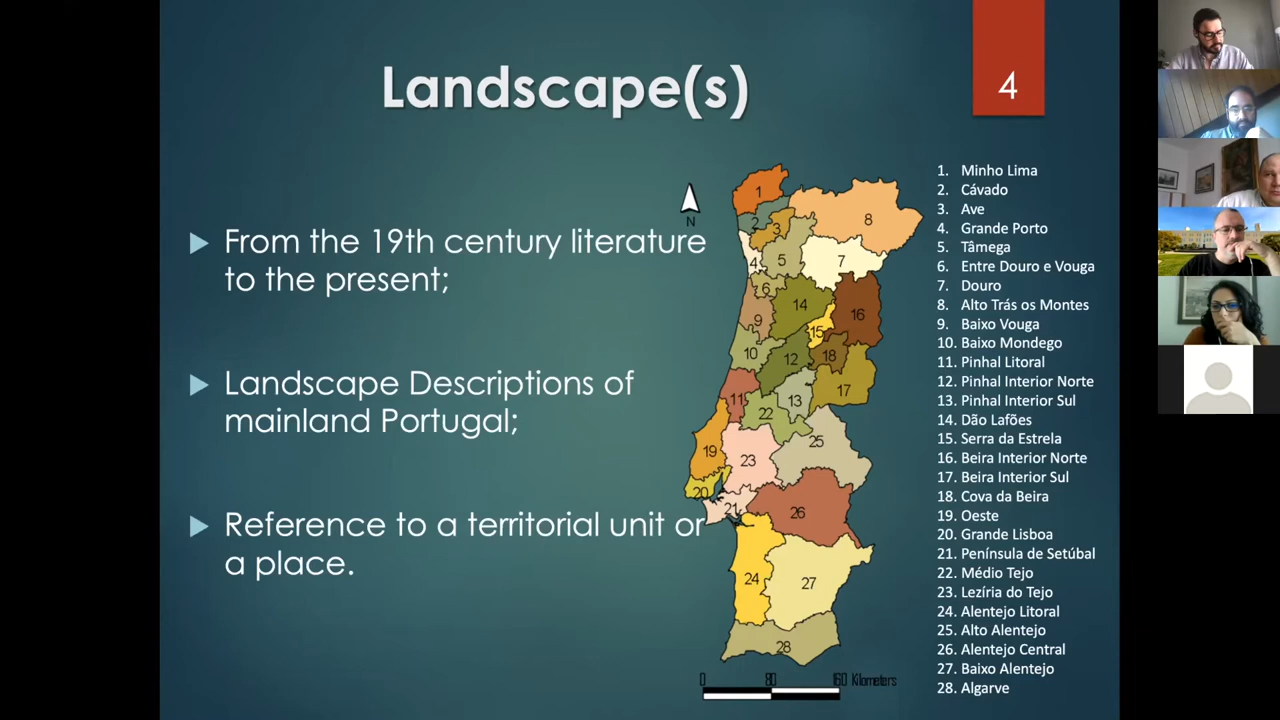 Landscape(s)
4
From the 19th century literature
to the present;
Landscape Descriptions of
mainland Portugal;
Reference to a territorial unit or
a place.
N
1
2
3
4
5
6
7
8
9
10
11
12
13
14
15
16
17
18
19
20
21
22
23
24
25
26
27
28
0 80 160 Kilometers
1. Minho Lima
2. Cávado
3. Ave
4. Grande Porto
5. Tâmega
6. Entre Douro e Vouga
7. Douro
8. Alto Trás os Montes
9. Baixo Vouga
10. Baixo Mondego
11. Pinhal Litoral
12. Pinhal Interior Norte
13. Pinhal Interior Sul
14. Dão Lafões
15. Serra da Estrela
16. Beira Interior Norte
17. Beira Interior Sul
18. Cova da Beira
19. Oeste
20. Grande Lisboa
21. Península de Setúbal
22. Médio Tejo
23. Lezíria do Tejo
24. Alentejo Litoral
25. Alto Alentejo
26. Alentejo Central
27. Baixo Alentejo
28. Algarve